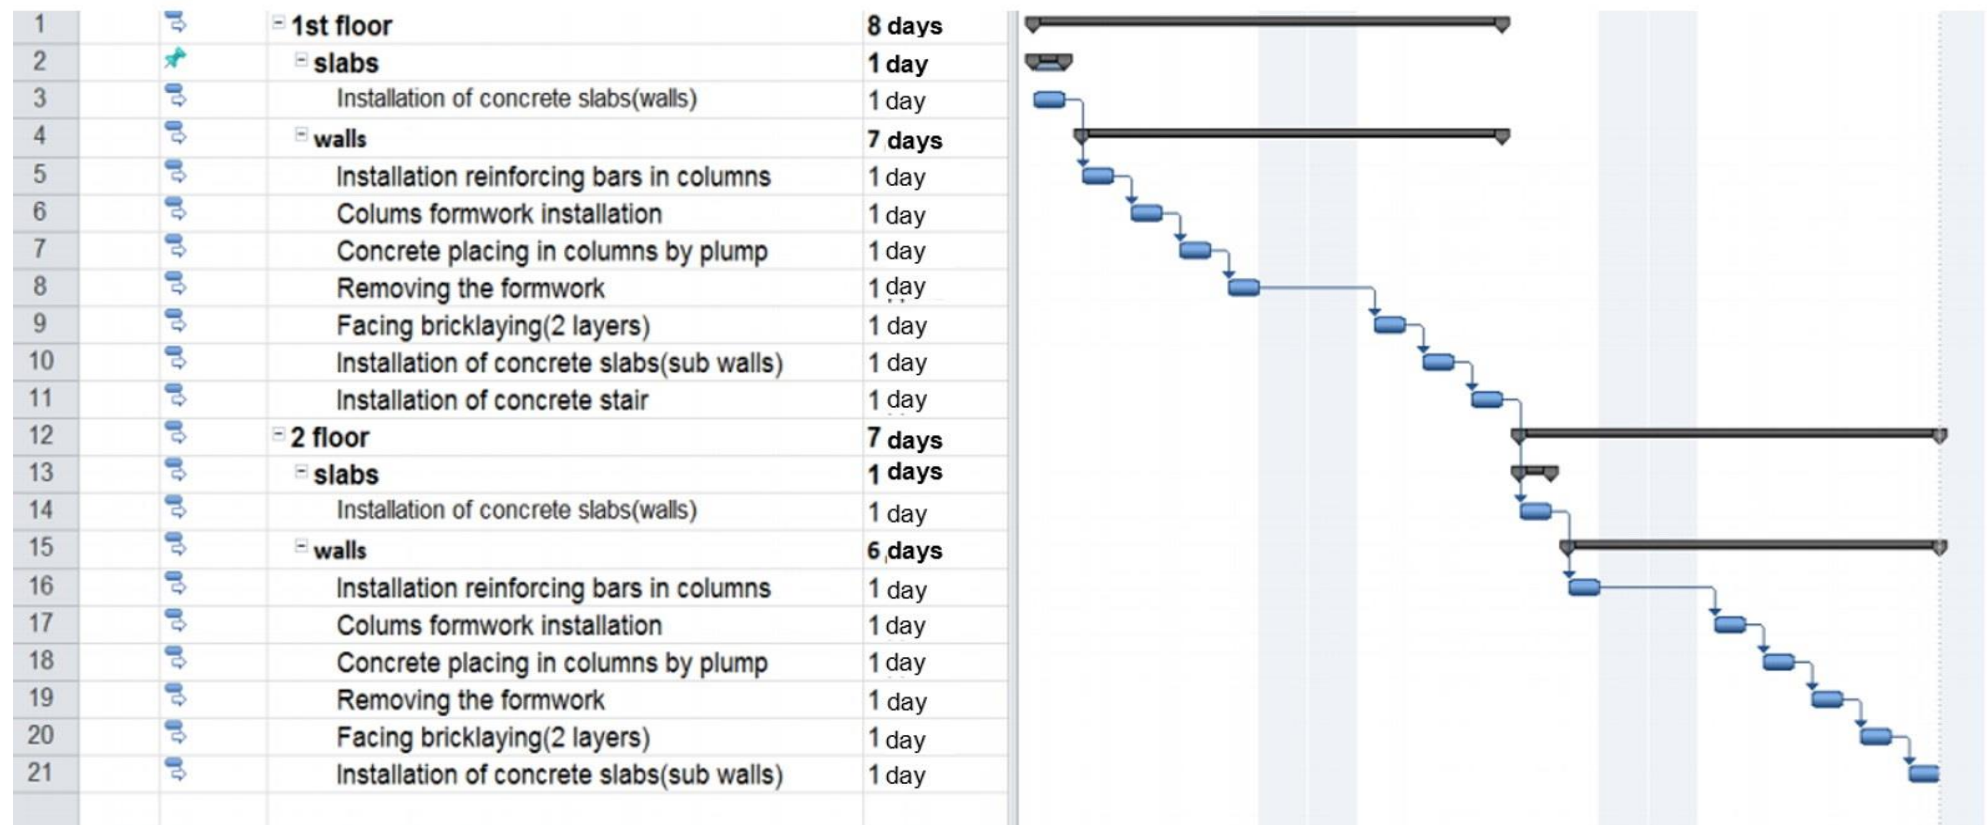 1 1st floor 8 days
2 slabs 1 day
3 Installation of concrete slabs(walls) 1 day
4 walls 7 days
5 Installation reinforcing bars in columns 1 day
6 Colums formwork installation 1 day
7 Concrete placing in columns by plump 1 day
8 Removing the formwork 1 day
9 Facing bricklaying(2 layers) 1 day
10 Installation of concrete slabs(sub walls) 1 day
11 Installation of concrete stair 1 day
12 2 floor 7 days
13 slabs 1 days
14 Installation of concrete slabs(walls) 1 day
15 walls 6 days
16 Installation reinforcing bars in columns 1 day
17 Colums formwork installation 1 day
18 Concrete placing in columns by plump 1 day
19 Removing the formwork 1 day
20 Facing bricklaying(2 layers) 1 day
21 Installation of concrete slabs(sub walls) 1 day